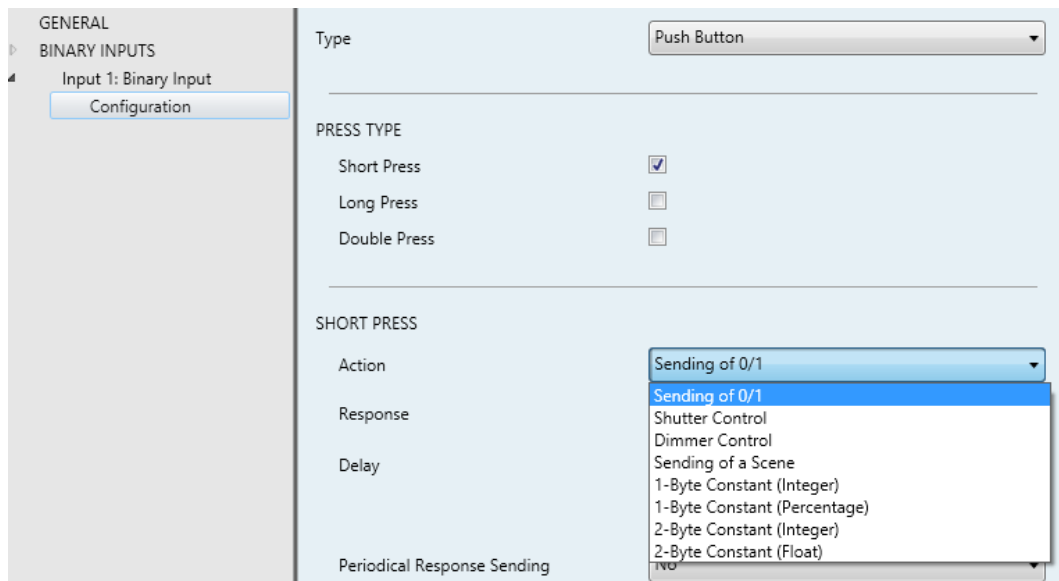 GENERAL
BINARY INPUTS
Input 1: Binary Input
Configuration
Type
Push Button
PRESS TYPE
Short Press
Long Press
Double Press
SHORT PRESS
Action
Sending of 0/1
Sending of 0/1
Shutter Control
Dimmer Control
Sending of a Scene
1-Byte Constant (Integer)
1-Byte Constant (Percentage)
2-Byte Constant (Integer)
2-Byte Constant (Float)
Response
Delay
Periodical Response Sending
No